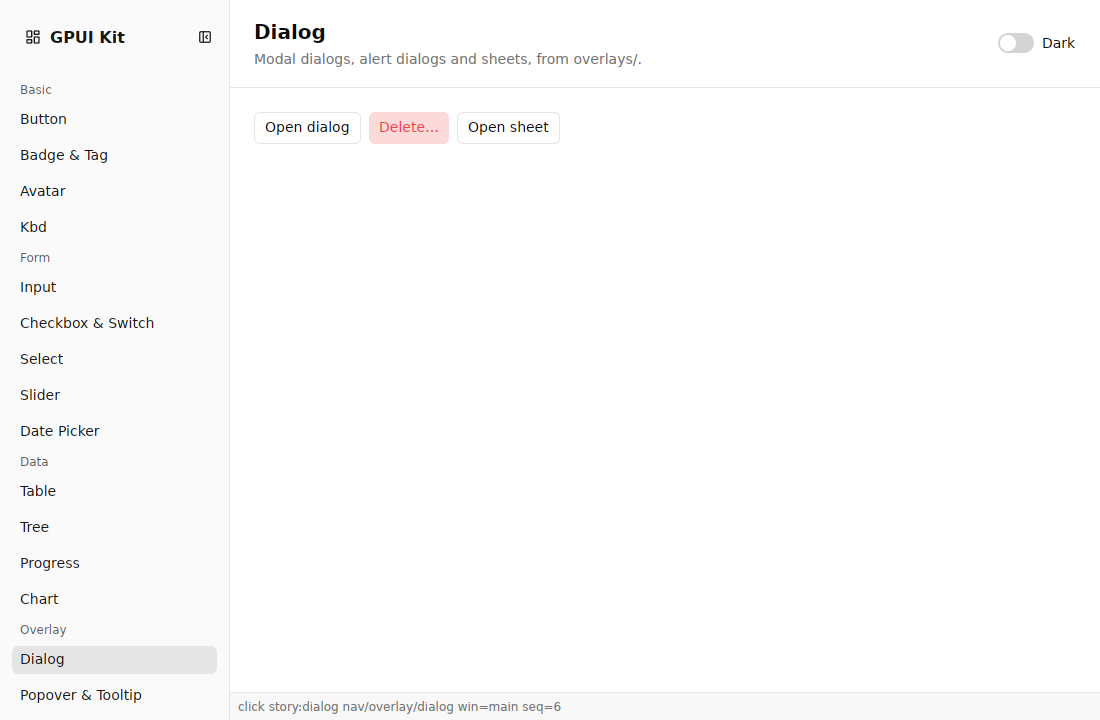 GPUI Kit
Basic
Button
Badge & Tag
Avatar
Kbd
Form
Input
Checkbox & Switch
Select
Slider
Date Picker
Data
Table
Tree
Progress
Chart
Overlay
Dialog
Popover & Tooltip
Dialog
Modal dialogs, alert dialogs and sheets, from overlays/.
Dark
Open dialog
Delete...
Open sheet
click story:dialog nav/overlay/dialog win=main seq=6